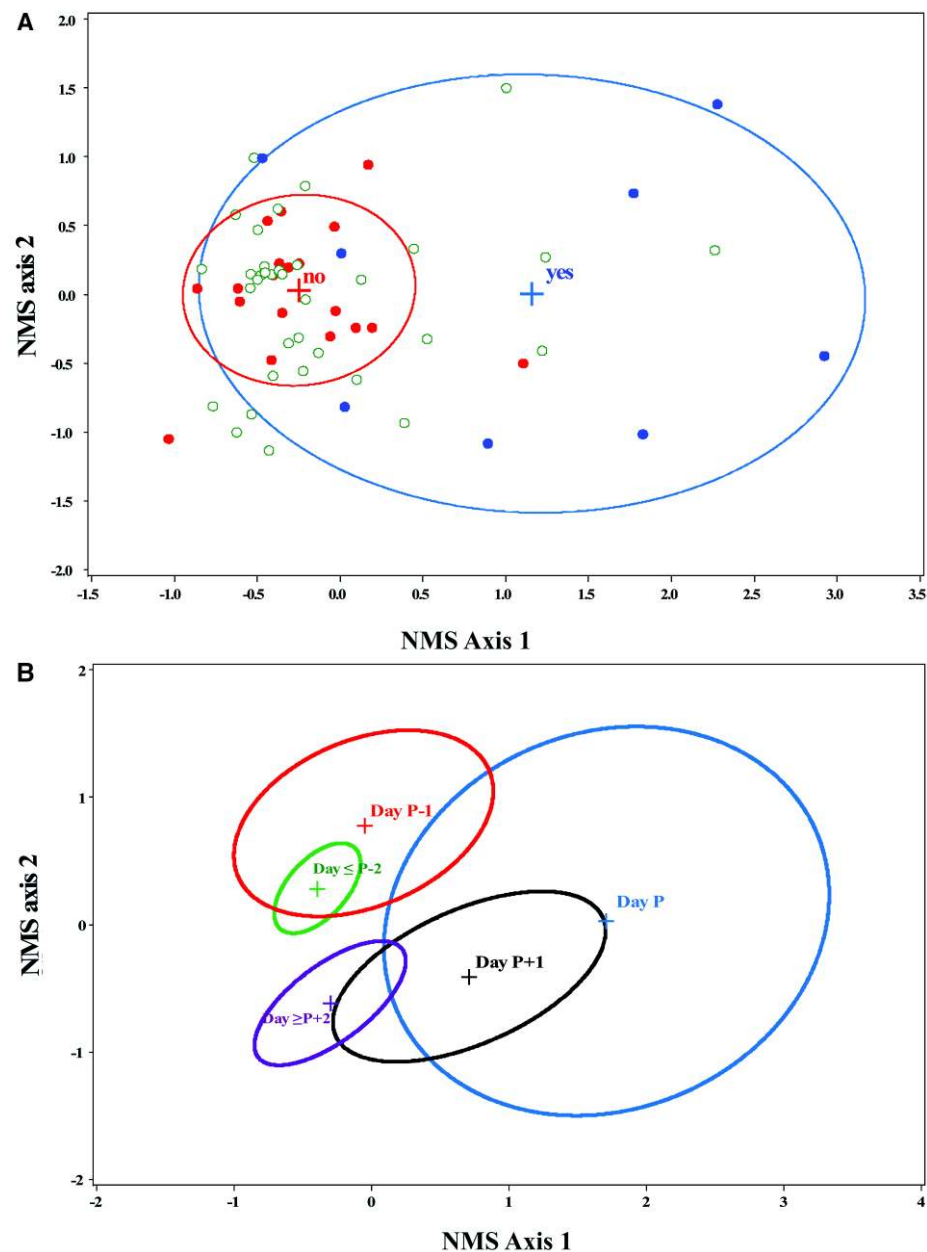 A
2.0
1.5
1.0
0.5
0.0
-0.5
-1.0
-1.5
-2.0
NMS axis 2
no
yes
-1.5 -1.0 -0.5 0.0 0.5 1.0 1.5 2.0 2.5 3.0 3.5
NMS Axis 1
B
2
1
0
-1
-2
NMS axis 2
Day P-1
Day ≤ P-2
Day P
Day P+1
Day ≥P+2
-2 -1 0 1 2 3 4
NMS Axis 1